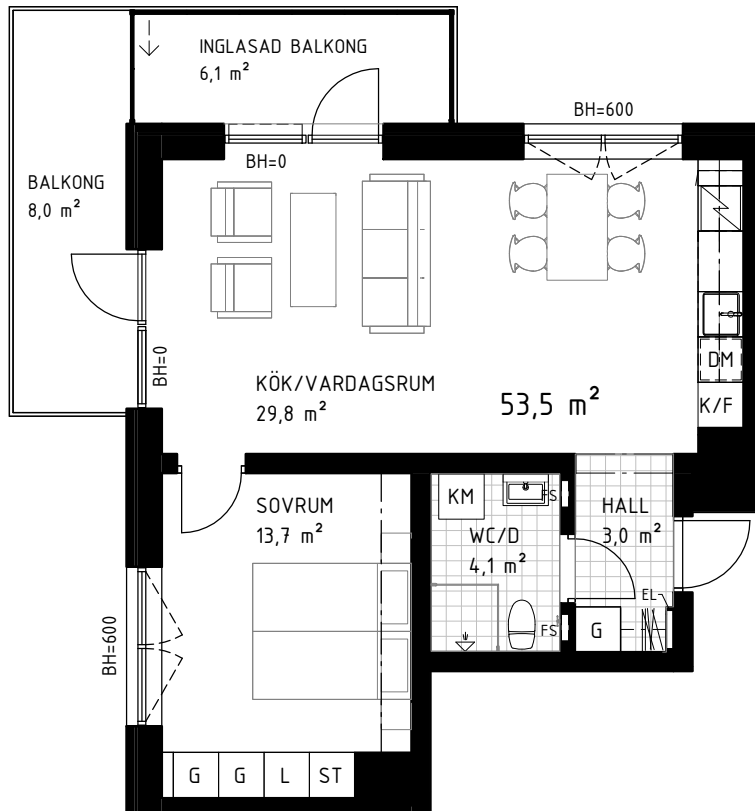 INGLASAD BALKONG
6,1 m²
BH=600
BH=0
BALKONG
8,0 m²
BH=0
DM
KÖK/VARDAGSRUM
29,8 m²
53,5 m²
K/F
SOVRUM
13,7 m²
KM
FS
WC/D
4,1 m²
HALL
3,0 m²
EL
BH=600
FS
G
G
G
L
ST